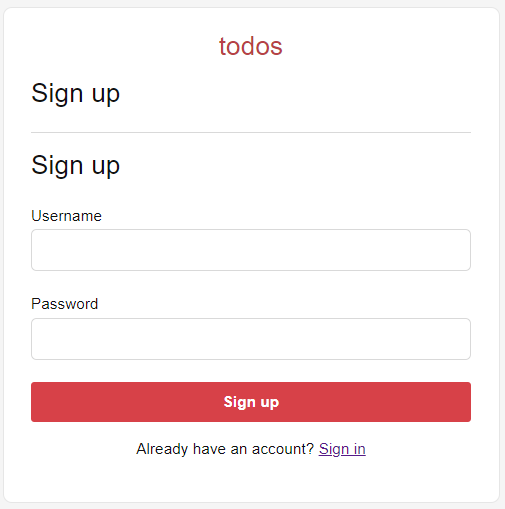 todos
Sign up
Sign up
Username
Password
Sign up
Already have an account? Sign in